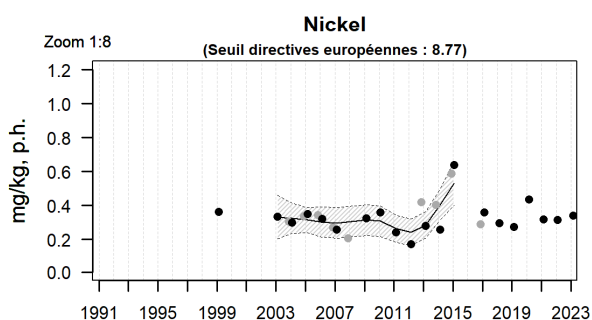 Nickel
Zoom 1:8
(Seuil directives européennes : 8.77)
mg/kg, p.h.
1.2
1.0
0.8
0.6
0.4
0.2
0.0
1991 1995 1999 2003 2007 2011 2015 2019 2023